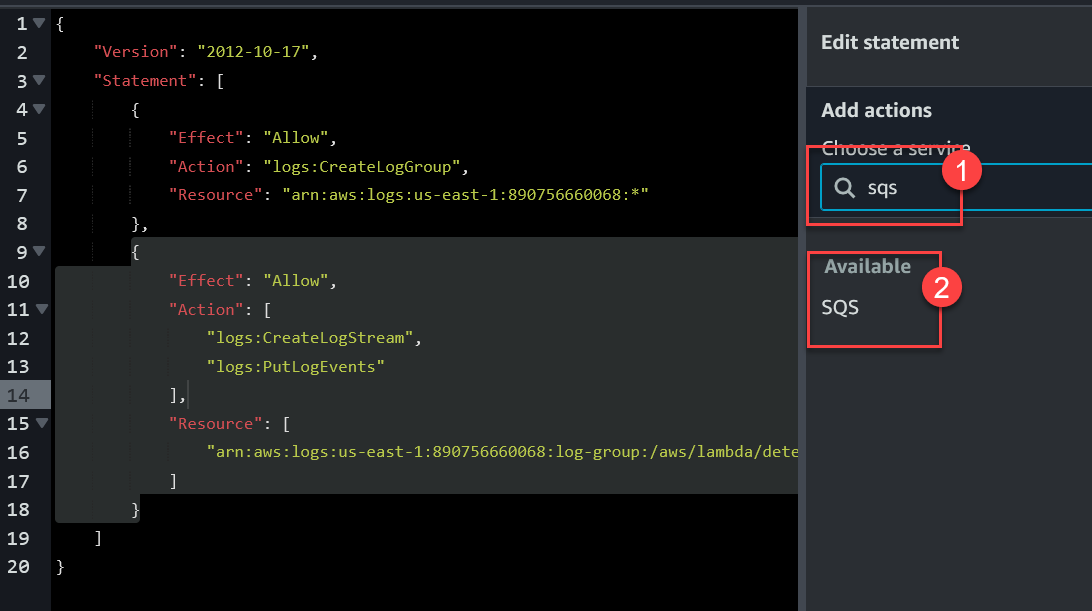 1 {
2 "Version": "2012-10-17",
3 "Statement": [
4 {
5 "Effect": "Allow",
6 "Action": "logs:CreateLogGroup",
7 "Resource": "arn:aws:logs:us-east-1:890756660068:*"
8 },
9 {
10 "Effect": "Allow",
11 "Action": [
12 "logs:CreateLogStream",
13 "logs:PutLogEvents"
14 ],
15 "Resource": [
16 "arn:aws:logs:us-east-1:890756660068:log-group:/aws/lambda/dete
17 ]
18 }
19 ]
20 }
Edit statement
Add actions
Choose a service
sqs
1
Available
SQS
2